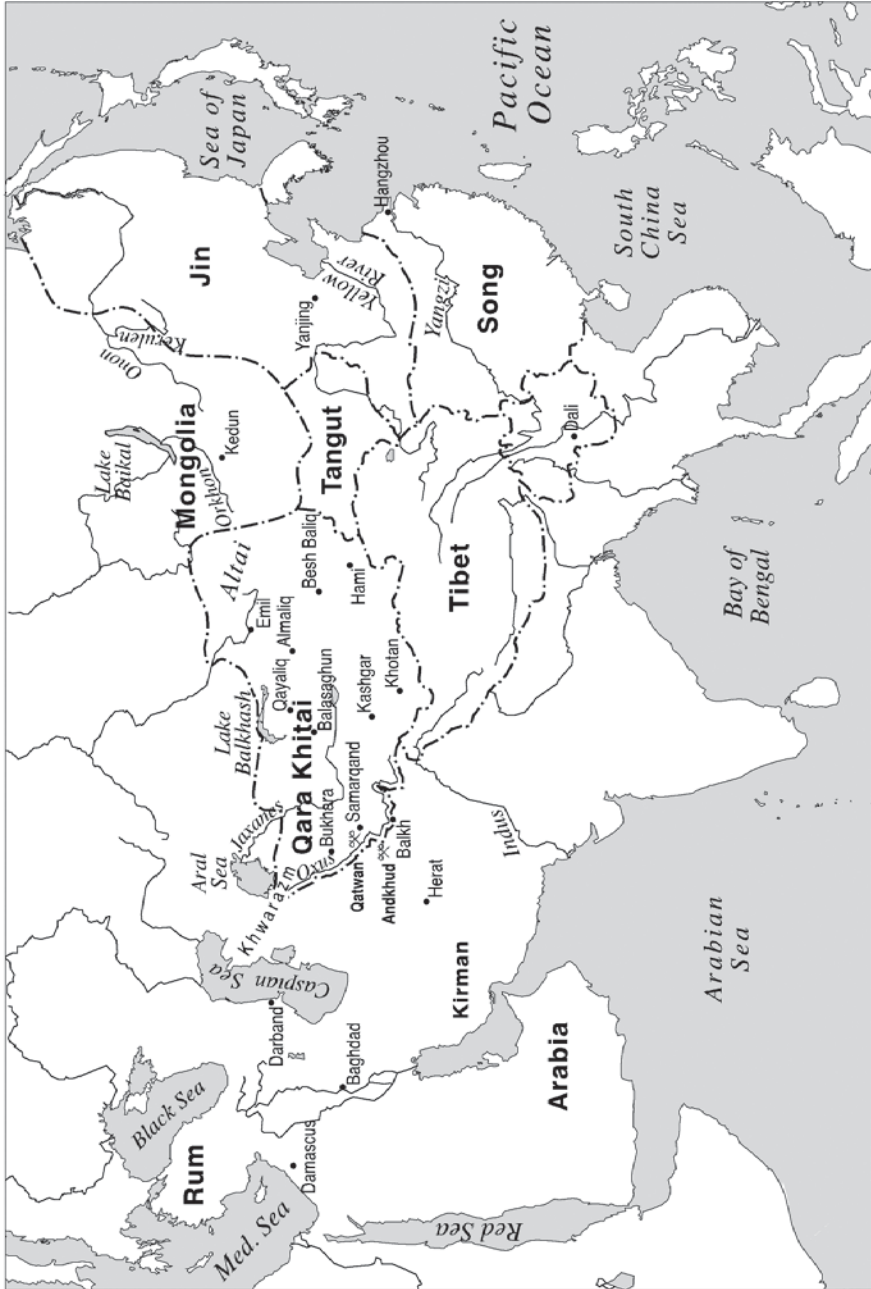 Pacific
Ocean
Sea of
Japan
Hangzhou
South
China
Sea
Jin
Yellow
River
Yangzi
Song
Yanjing
Kerulen
Onon
Lake
Baikal
Mongolia
Kedun
Orkhon
Tangut
Dali
Altai
Besh Baliq
Hami
Tibet
Bay of
Bengal
Emil
Almaliq
Qayaliq
Lake
Balkhash
Balasaghun
Kashgar
Khotan
Qara Khitai
Aral
Sea
Jaxartes
Bukhara
Samarqand
Qatwan
Oxus
Khwarazm
Andkhud
Balkh
Herat
Indus
Caspian Sea
Darband
Kirman
Arabian
Sea
Baghdad
Arabia
Black Sea
Rum
Damascus
Med. Sea
Red Sea